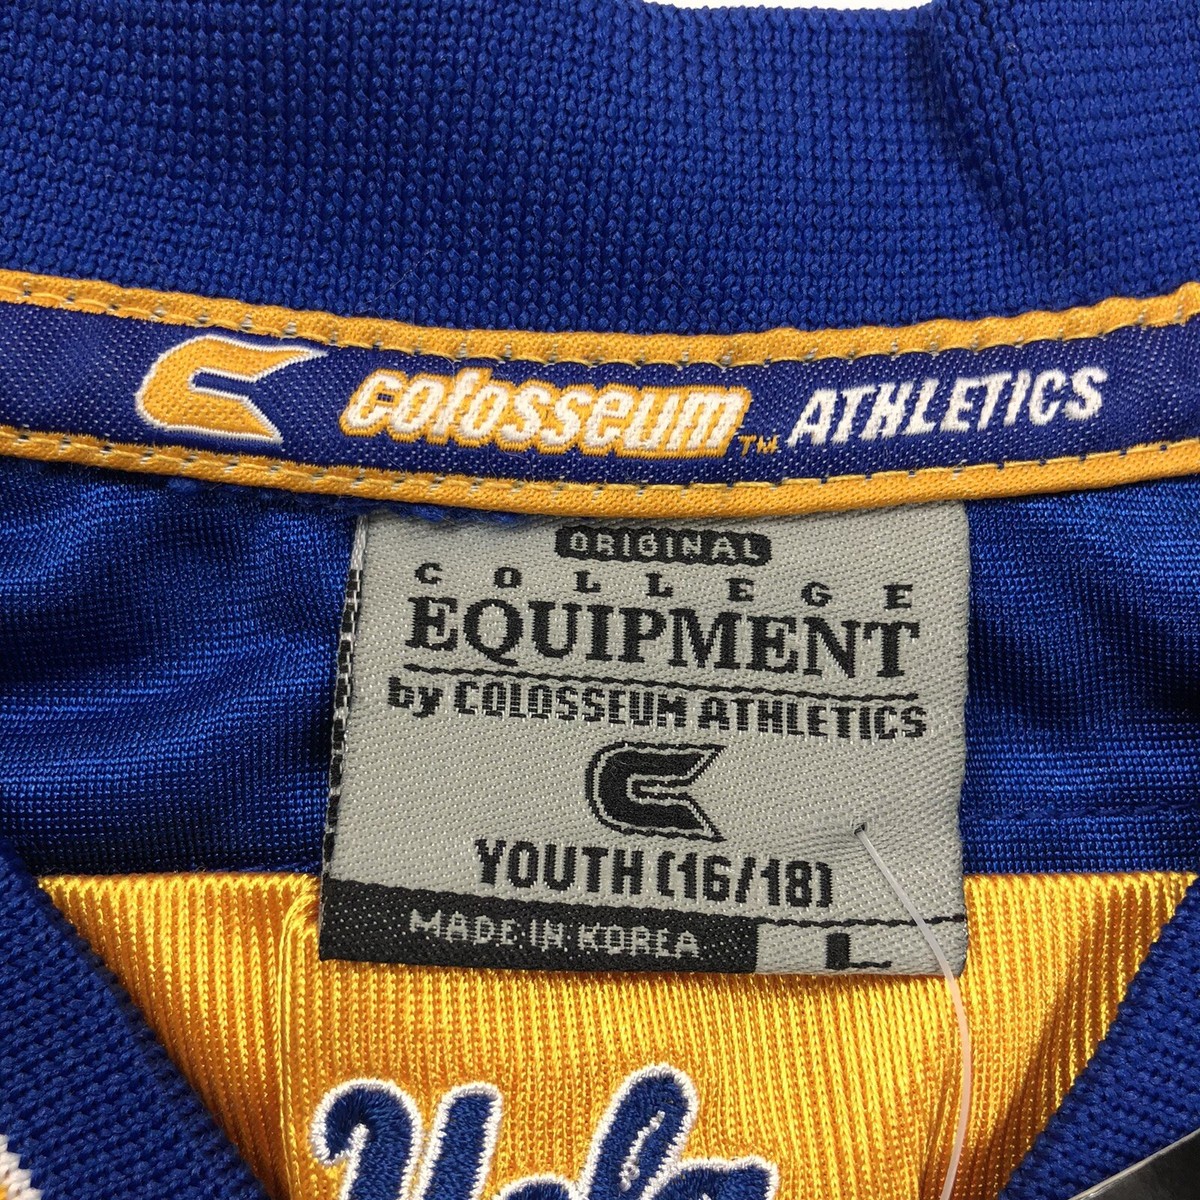 colosseum™ ATHLETICS
ORIGINAL
COLLEGE
EQUIPMENT
by COLOSSEUM ATHLETICS
YOUTH (16/18)
MADE IN KOREA L